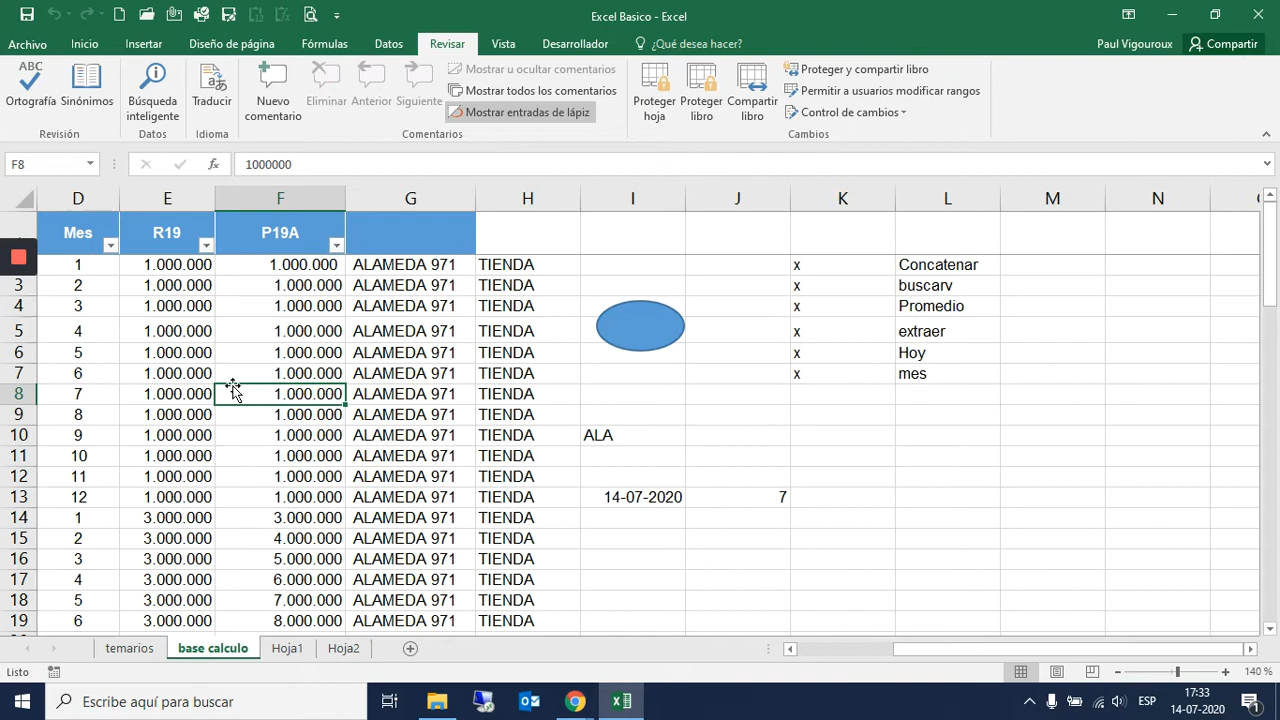 Excel Basico - Excel
Archivo Inicio Insertar Diseño de página Fórmulas Datos Revisar Vista Desarrollador ¿Qué desea hacer? Paul Vigouroux Compartir
ABC
Ortografía Sinónimos
Revisión
Búsqueda inteligente
Datos
Traducir
Idioma
Nuevo comentario
Eliminar Anterior Siguiente
Mostrar u ocultar comentarios
Mostrar todos los comentarios
Mostrar entradas de lápiz
Comentarios
Proteger hoja
Proteger libro
Compartir libro
Proteger y compartir libro
Permitir a usuarios modificar rangos
Control de cambios
Cambios
F8 fx 1000000
D E F G H I J K L M N
Mes R19 P19A
1 1.000.000 1.000.000 ALAMEDA 971 TIENDA x Concatenar
3 2 1.000.000 1.000.000 ALAMEDA 971 TIENDA x buscarv
4 3 1.000.000 1.000.000 ALAMEDA 971 TIENDA x Promedio
5 4 1.000.000 1.000.000 ALAMEDA 971 TIENDA x extraer
6 5 1.000.000 1.000.000 ALAMEDA 971 TIENDA x Hoy
7 6 1.000.000 1.000.000 ALAMEDA 971 TIENDA x mes
8 7 1.000.000 1.000.000 ALAMEDA 971 TIENDA
9 8 1.000.000 1.000.000 ALAMEDA 971 TIENDA
10 9 1.000.000 1.000.000 ALAMEDA 971 TIENDA ALA
11 10 1.000.000 1.000.000 ALAMEDA 971 TIENDA
12 11 1.000.000 1.000.000 ALAMEDA 971 TIENDA
13 12 1.000.000 1.000.000 ALAMEDA 971 TIENDA 14-07-2020 7
14 1 3.000.000 3.000.000 ALAMEDA 971 TIENDA
15 2 3.000.000 4.000.000 ALAMEDA 971 TIENDA
16 3 3.000.000 5.000.000 ALAMEDA 971 TIENDA
17 4 3.000.000 6.000.000 ALAMEDA 971 TIENDA
18 5 3.000.000 7.000.000 ALAMEDA 971 TIENDA
19 6 3.000.000 8.000.000 ALAMEDA 971 TIENDA
temarios base calculo Hoja1 Hoja2
Listo 140 %
Escribe aquí para buscar
ESP
17:33
14-07-2020
1